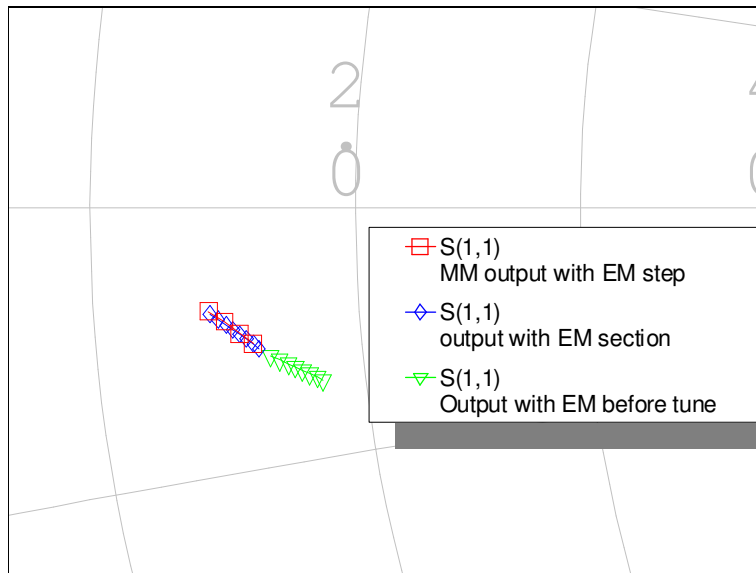 2.0
S(1,1)
MM output with EM step
S(1,1)
output with EM section
S(1,1)
Output with EM before tune